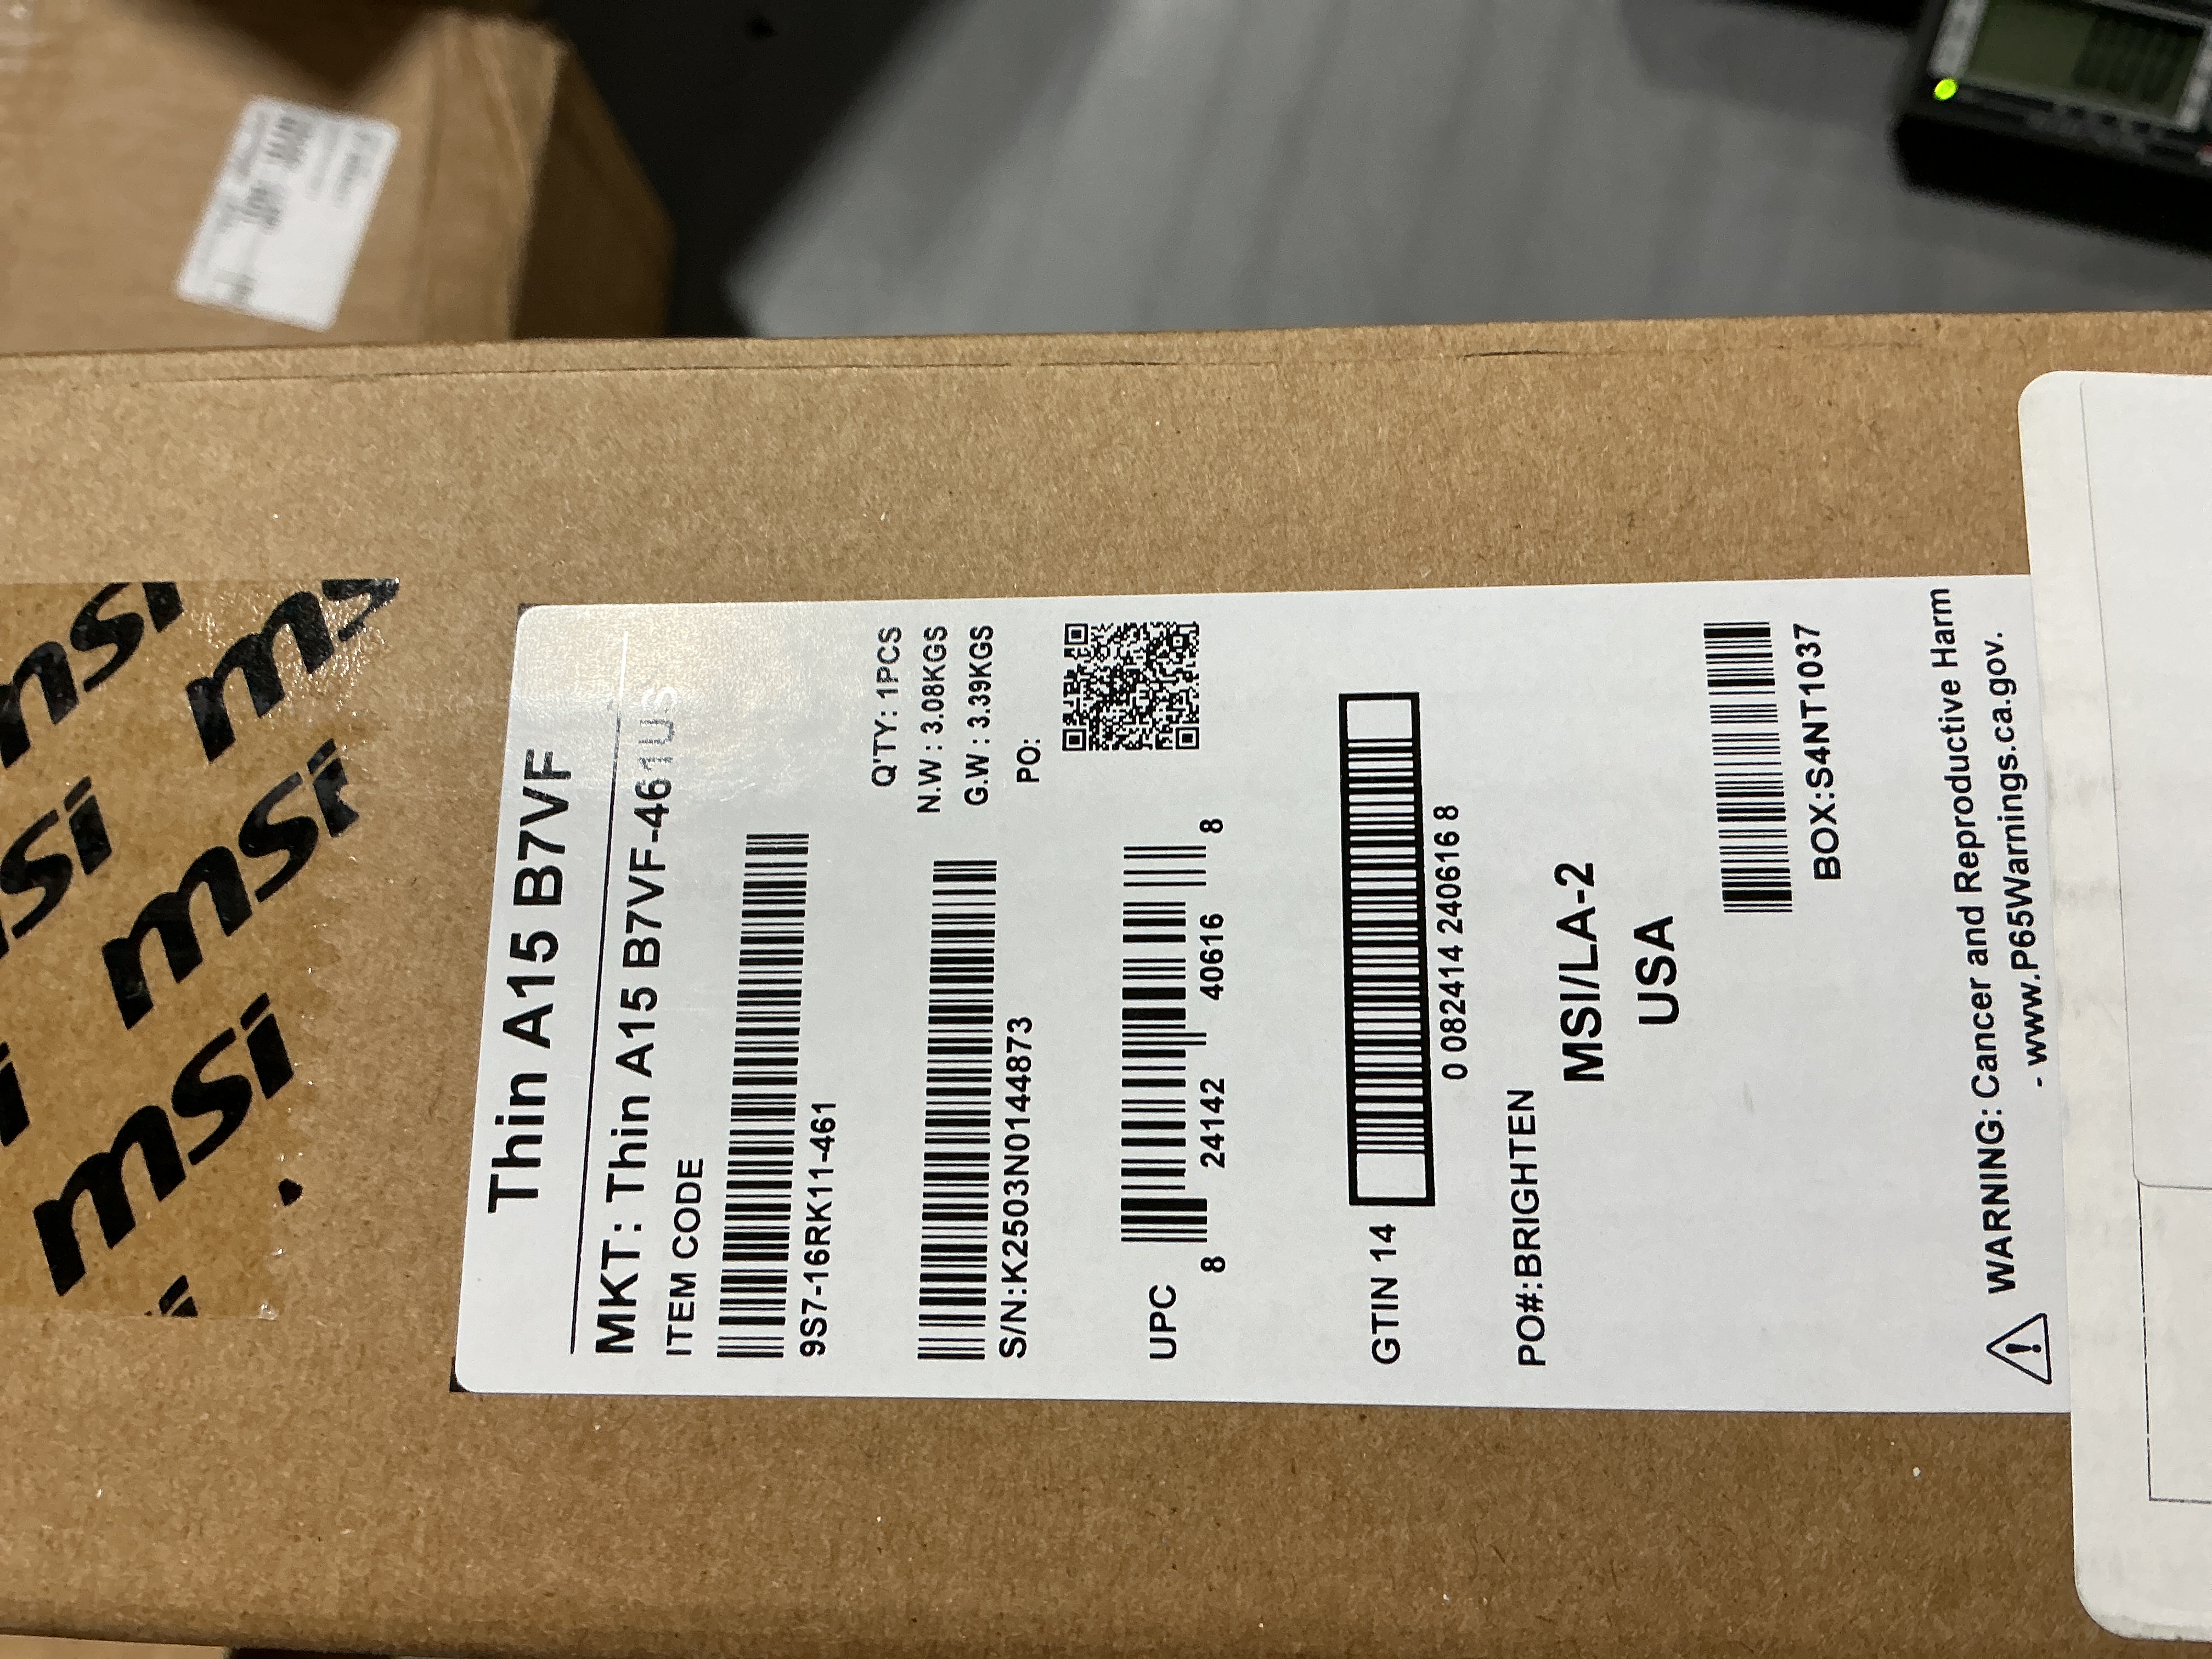 msi
msi
msi
Thin A15 B7VF
MKT: Thin A15 B7VF-461US
ITEM CODE
9S7-16RK11-461
Q'TY: 1PCS
N.W : 3.08KGS
G.W : 3.39KGS
PO:
S/N:K2503N0144873
UPC
8 24142 40616 8
GTIN 14
0 082414 240616 8
PO#:BRIGHTEN
MSI/LA-2
USA
BOX:S4NT1037
WARNING: Cancer and Reproductive Harm
- www.P65Warnings.ca.gov.